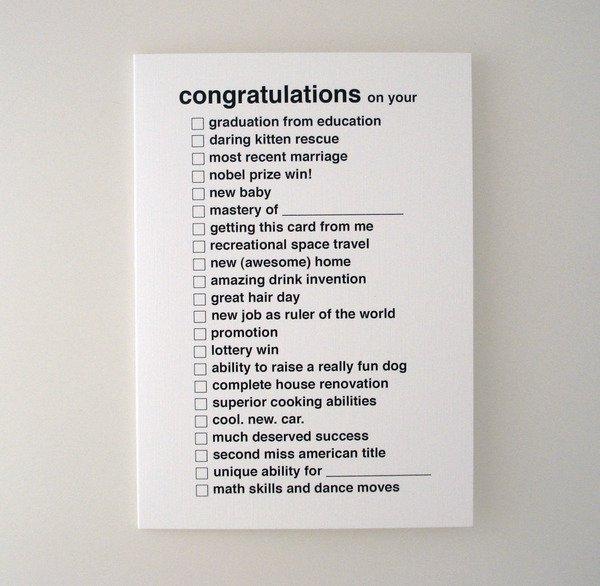 congratulations on your
☐ graduation from education
☐ daring kitten rescue
☐ most recent marriage
☐ nobel prize win!
☐ new baby
☐ mastery of ________________
☐ getting this card from me
☐ recreational space travel
☐ new (awesome) home
☐ amazing drink invention
☐ great hair day
☐ new job as ruler of the world
☐ promotion
☐ lottery win
☐ ability to raise a really fun dog
☐ complete house renovation
☐ superior cooking abilities
☐ cool. new. car.
☐ much deserved success
☐ second miss american title
☐ unique ability for ______________
☐ math skills and dance moves